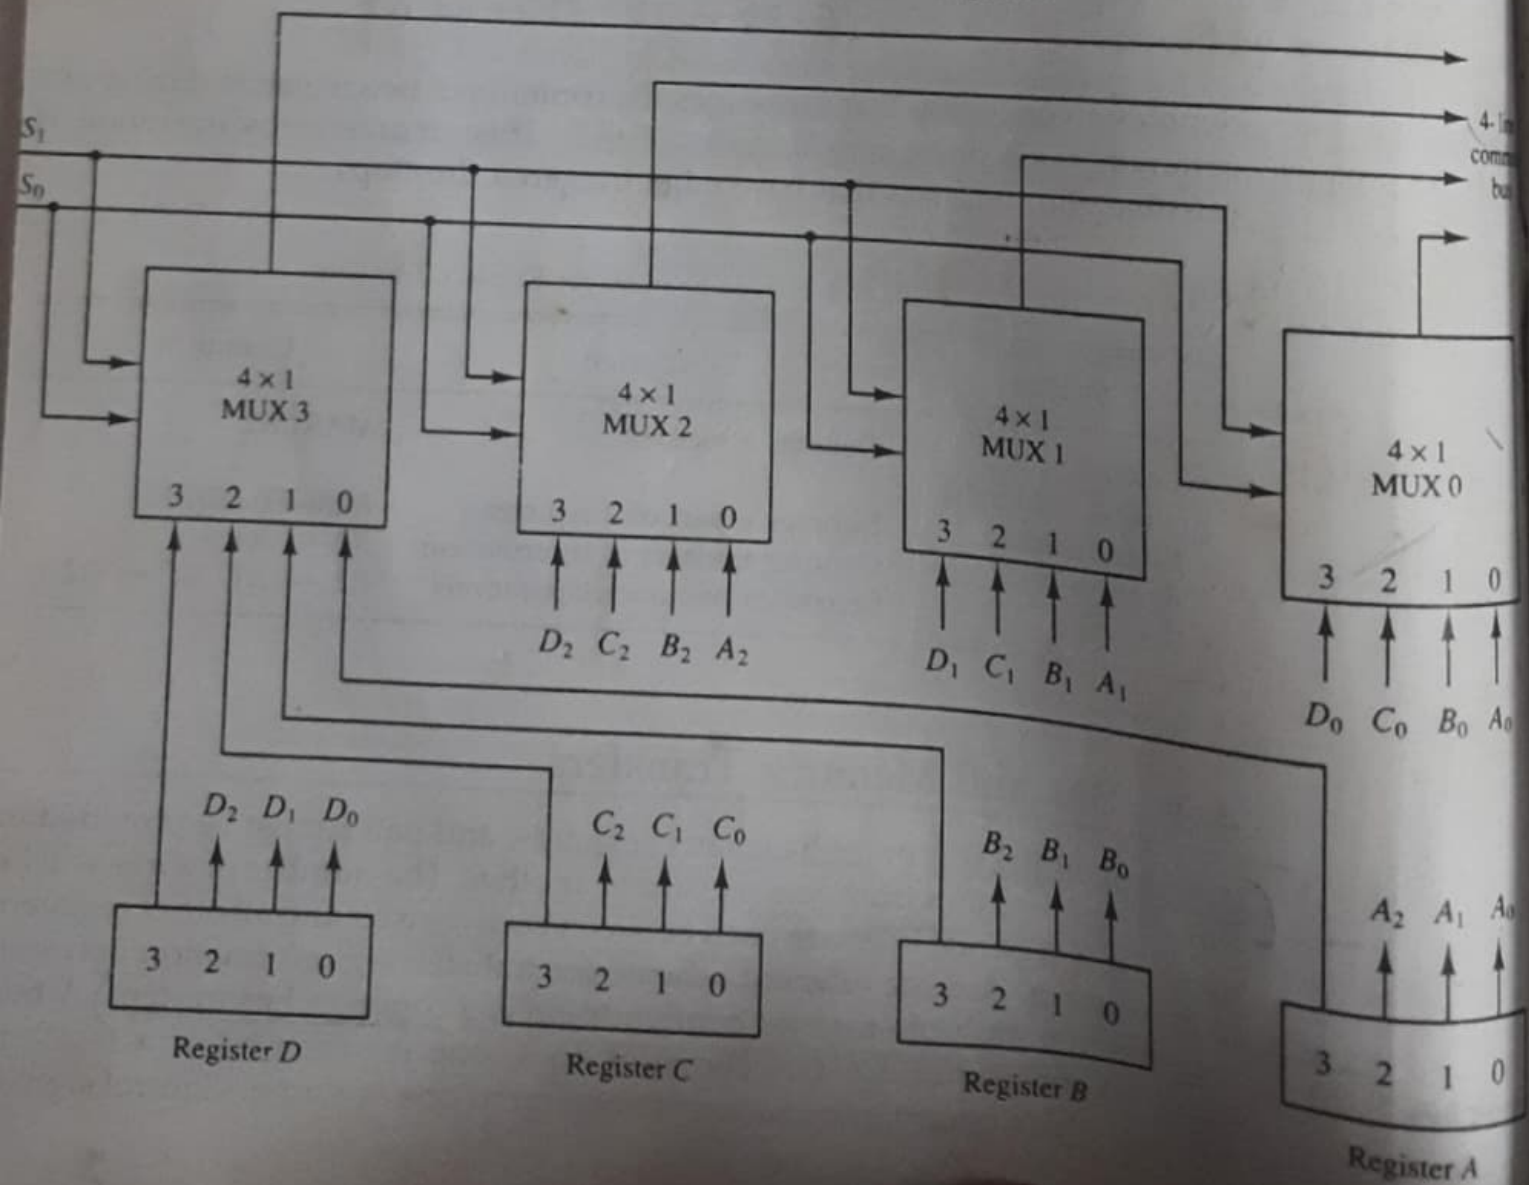 S₁
4-
S₀
4 × 1
MUX 3
3 2 1 0
4 × 1
MUX 2
3 2 1 0
4 × 1
MUX 1
3 2 1 0
4 × 1
MUX 0
3 2 1 0
D₂ C₂ B₂ A₂
D₁ C₁ B₁ A₁
D₀ C₀ B₀ A₀
D₂ D₁ D₀
C₂ C₁ C₀
B₂ B₁ B₀
A₂ A₁ A₀
3 2 1 0
Register D
3 2 1 0
Register C
3 2 1 0
Register B
3 2 1 0
Register A